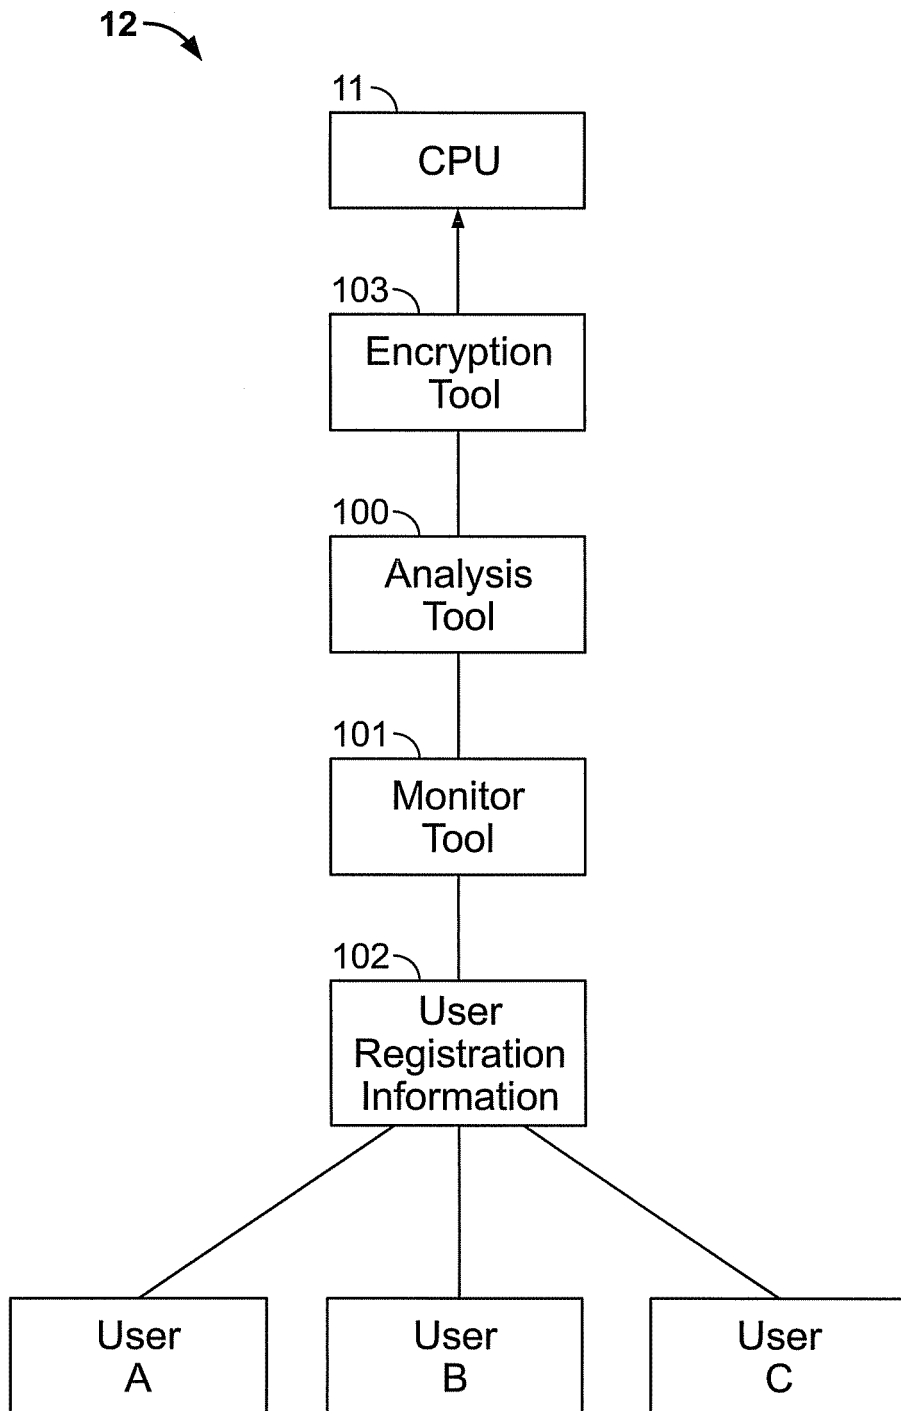 12
11
CPU
103
Encryption
Tool
100
Analysis
Tool
101
Monitor
Tool
102
User
Registration
Information
User
A
User
B
User
C